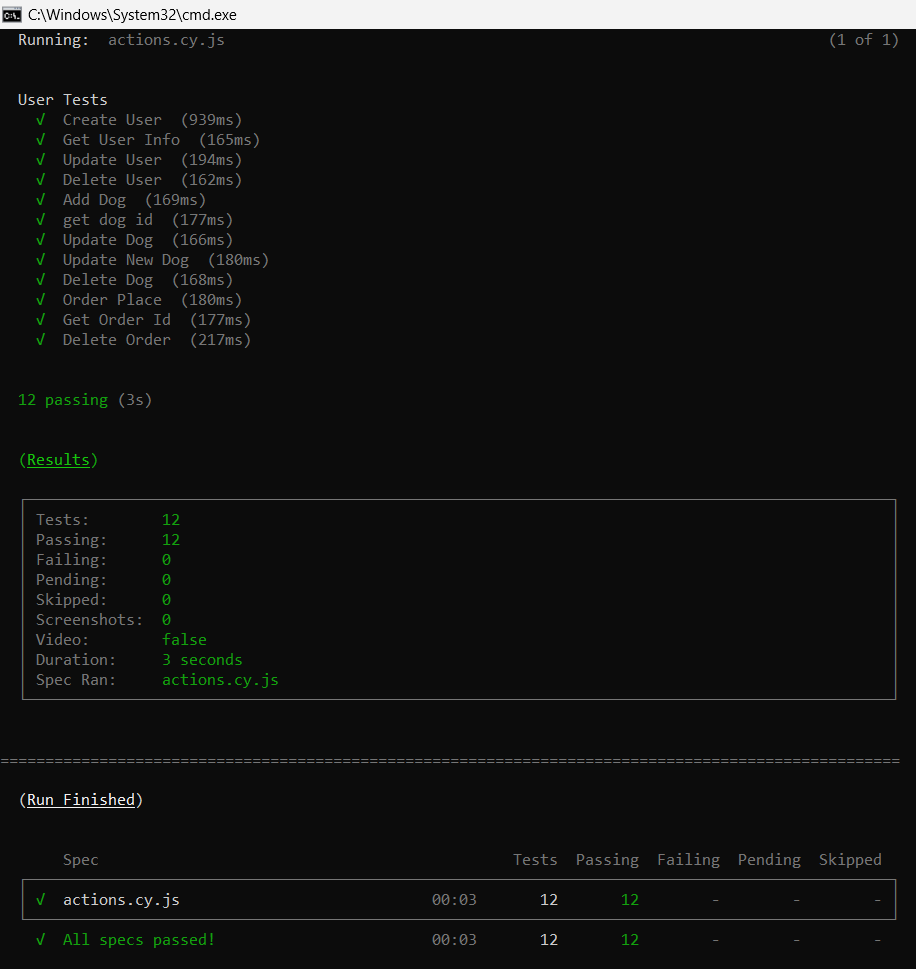 C:\Windows\System32\cmd.exe
Running:  actions.cy.js (1 of 1)
User Tests
√  Create User  (939ms)
√  Get User Info  (165ms)
√  Update User  (194ms)
√  Delete User  (162ms)
√  Add Dog  (169ms)
√  get dog id  (177ms)
√  Update Dog  (166ms)
√  Update New Dog  (180ms)
√  Delete Dog  (168ms)
√  Order Place  (180ms)
√  Get Order Id  (177ms)
√  Delete Order  (217ms)
12 passing (3s)
(Results)
Tests:        12
Passing:      12
Failing:      0
Pending:      0
Skipped:      0
Screenshots:  0
Video:        false
Duration:     3 seconds
Spec Ran:     actions.cy.js
====================================================================================================
(Run Finished)
Spec  Tests  Passing  Failing  Pending  Skipped
√  actions.cy.js  00:03  12  12  -  -  -
√  All specs passed!  00:03  12  12  -  -  -